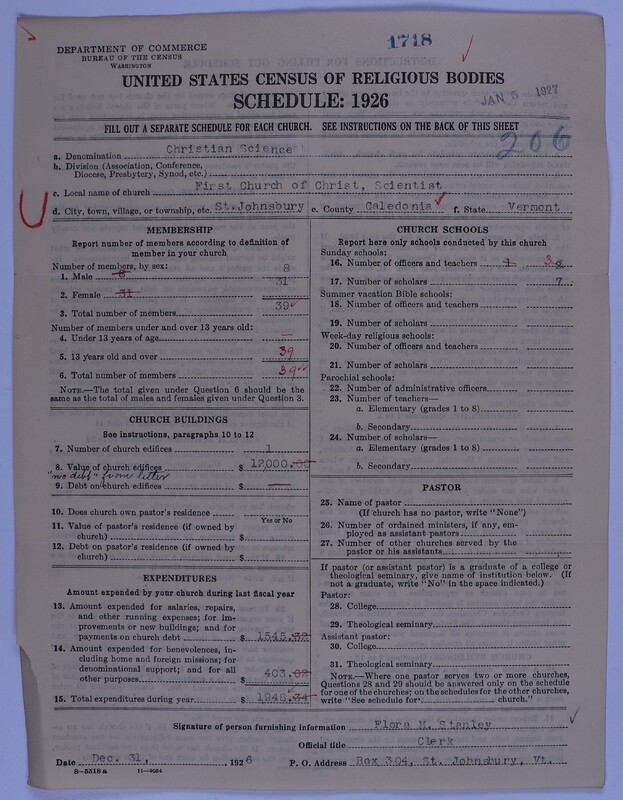 1718
DEPARTMENT OF COMMERCE
BUREAU OF THE CENSUS
WASHINGTON
UNITED STATES CENSUS OF RELIGIOUS BODIES
SCHEDULE: 1926
JAN 5 1927
FILL OUT A SEPARATE SCHEDULE FOR EACH CHURCH. SEE INSTRUCTIONS ON THE BACK OF THIS SHEET
206
a. Denomination Christian Science
b. Division (Association, Conference, Diocese, Presbytery, Synod, etc.)
c. Local name of church First Church of Christ, Scientist
d. City, town, village, or township, etc. St.Johnsbury e. County Caledonia f. State Vermont
MEMBERSHIP
Report number of members according to definition of
member in your church
Number of members, by sex:
1. Male 8 8
2. Female 31 31
3. Total number of members 39
Number of members under and over 13 years old:
4. Under 13 years of age —
5. 13 years old and over 39
6. Total number of members 39
NOTE.—The total given under Question 6 should be
the same as the total of males and females given under Question 3.
CHURCH BUILDINGS
See instructions, paragraphs 10 to 12
7. Number of church edifices 1
8. Value of church edifices $ 12,000.00
"no debt" from letter
9. Debt on church edifices $ —
10. Does church own pastor's residence
Yes or No
11. Value of pastor's residence (if owned by
church) $
12. Debt on pastor's residence (if owned by
church) $
EXPENDITURES
Amount expended by your church during last fiscal year
13. Amount expended for salaries, repairs,
and other running expenses; for im-
provements or new buildings; and for
payments on church debt $ 1545.32
14. Amount expended for benevolences, in-
cluding home and foreign missions; for
denominational support; and for all
other purposes $ 403.02
15. Total expenditures during year $ 1948.34
CHURCH SCHOOLS
Report here only schools conducted by this church
Sunday schools:
16. Number of officers and teachers 3
17. Number of scholars 7
Summer vacation Bible schools:
18. Number of officers and teachers
19. Number of scholars
Week-day religious schools:
20. Number of officers and teachers
21. Number of scholars
Parochial schools:
22. Number of administrative officers
23. Number of teachers—
a. Elementary (grades 1 to 8)
b. Secondary
24. Number of scholars—
a. Elementary (grades 1 to 8)
b. Secondary
PASTOR
25. Name of pastor
(If church has no pastor, write "None")
26. Number of ordained ministers, if any, em-
ployed as assistant pastors
27. Number of other churches served by the
pastor or his assistants
If pastor (or assistant pastor) is a graduate of a college or
theological seminary, give name of institution below. (If
not a graduate, write "No" in the space indicated.)
Pastor:
28. College
29. Theological seminary
Assistant pastor:
30. College
31. Theological seminary
NOTE.—Where one pastor serves two or more churches,
Questions 28 and 29 should be answered only on the schedule
for one of the churches; on the schedules for the other churches,
write "See schedule for church."
Signature of person furnishing information Flora M. Stanley
Official title Clerk
Date Dec. 31, 1926 P. O. Address Box 304, St. Johnsbury, Vt.
8—5518 a 11—9054